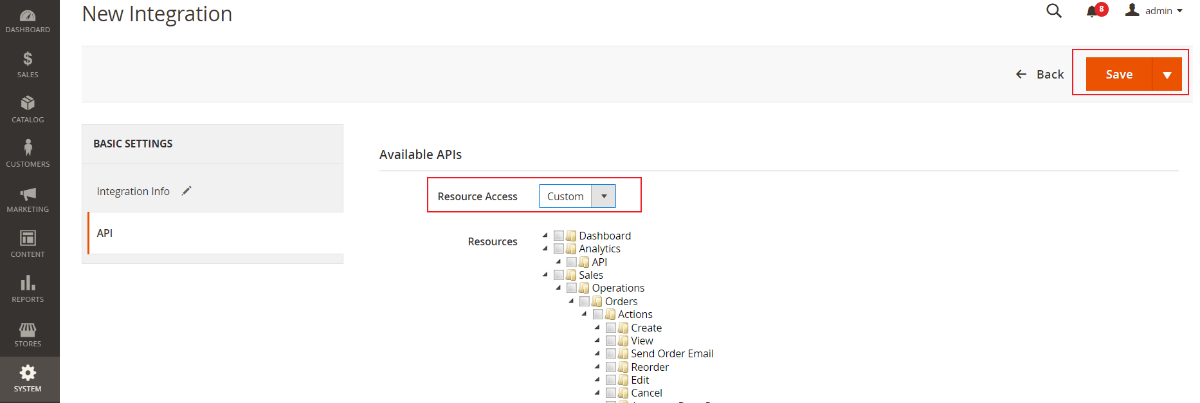 New Integration
8
admin
Back
Save
DASHBOARD
SALES
CATALOG
CUSTOMERS
MARKETING
CONTENT
REPORTS
STORES
SYSTEM
BASIC SETTINGS
Integration Info
API
Available APIs
Resource Access
Custom
Resources
Dashboard
Analytics
API
Sales
Operations
Orders
Actions
Create
View
Send Order Email
Reorder
Edit
Cancel